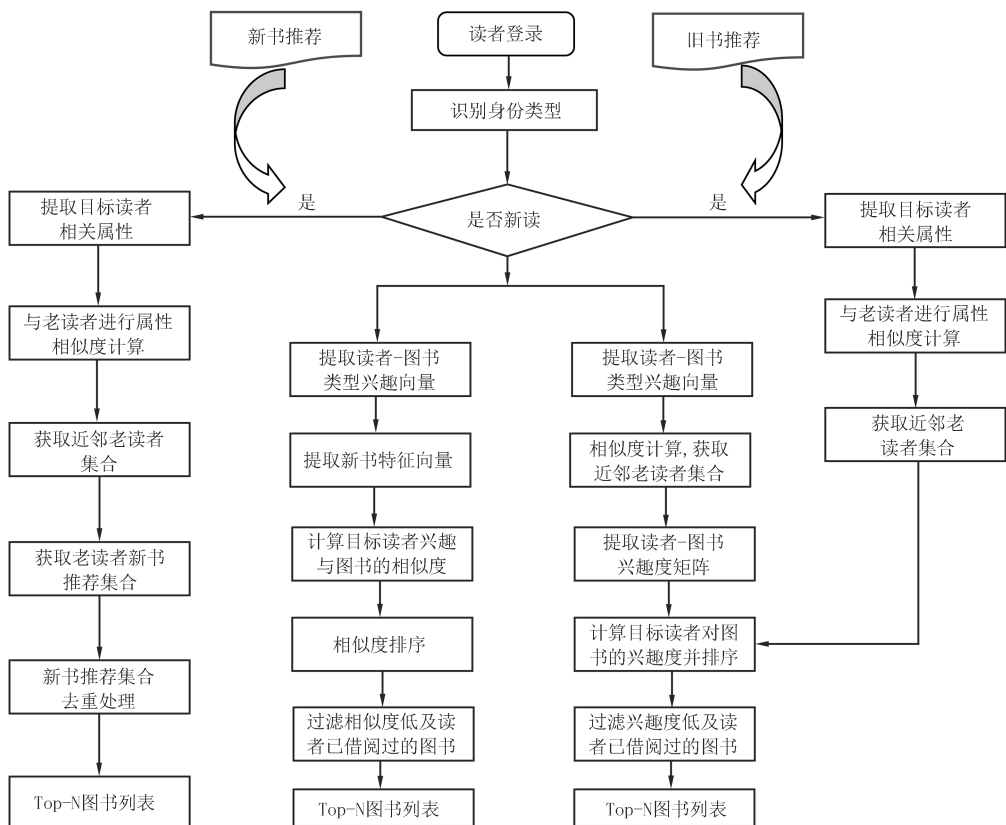 新书推荐
读者登录
旧书推荐
识别身份类型
是否新读
是
是
提取目标读者
相关属性
与老读者进行属性
相似度计算
获取近邻老读者
集合
获取老读者新书
推荐集合
新书推荐集合
去重处理
Top-N图书列表
提取读者-图书
类型兴趣向量
提取新书特征向量
计算目标读者兴趣
与图书的相似度
相似度排序
过滤相似度低及读
者已借阅过的图书
Top-N图书列表
提取读者-图书
类型兴趣向量
相似度计算,获取
近邻老读者集合
提取读者-图书
兴趣度矩阵
计算目标读者对图
书的兴趣度并排序
过滤兴趣度低及读
者已借阅过的图书
Top-N图书列表
提取目标读者
相关属性
与老读者进行属性
相似度计算
获取近邻老
读者集合